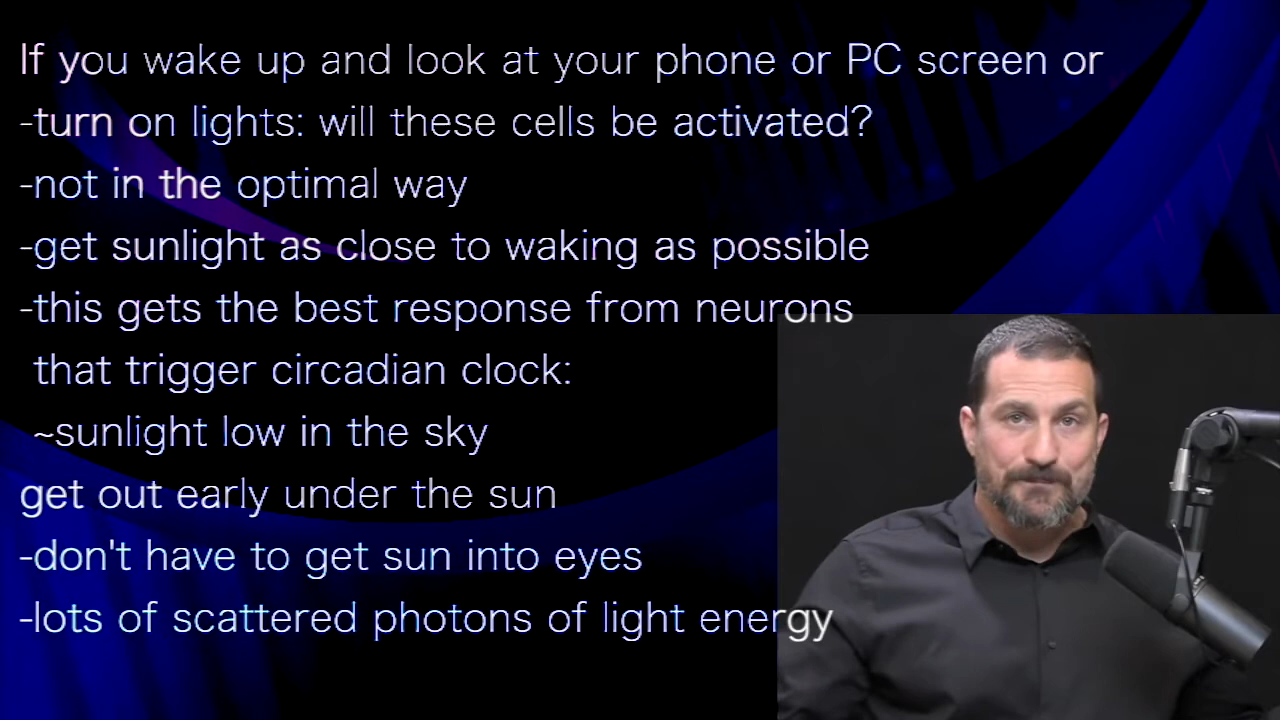 If you wake up and look at your phone or PC screen or
-turn on lights: will these cells be activated?
-not in the optimal way
-get sunlight as close to waking as possible
-this gets the best response from neurons
that trigger circadian clock:
~sunlight low in the sky
get out early under the sun
-don't have to get sun into eyes
-lots of scattered photons of light energy